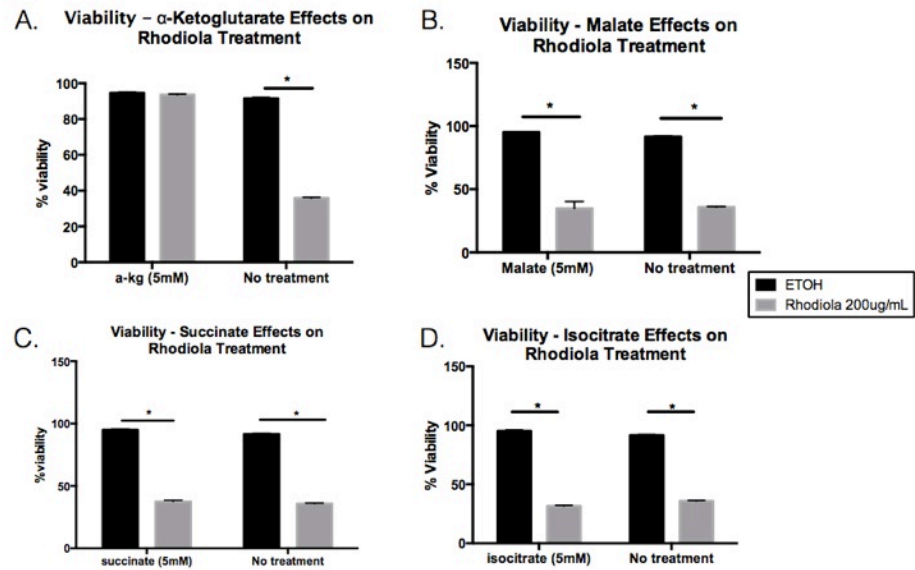 A.
Viability – α-Ketoglutarate Effects on
Rhodiola Treatment
*
100
80
60
40
20
0
% viability
a-kg (5mM)
No treatment
B.
Viability - Malate Effects on
Rhodiola Treatment
150
100
50
0
% Viability
*
*
Malate (5mM)
No treatment
ETOH
Rhodiola 200ug/mL
C.
Viability - Succinate Effects on
Rhodiola Treatment
150
100
50
0
%viability
*
*
succinate (5mM)
No treatment
D.
Viability - Isocitrate Effects on
Rhodiola Treatment
150
100
50
0
% Viability
*
*
isocitrate (5mM)
No treatment